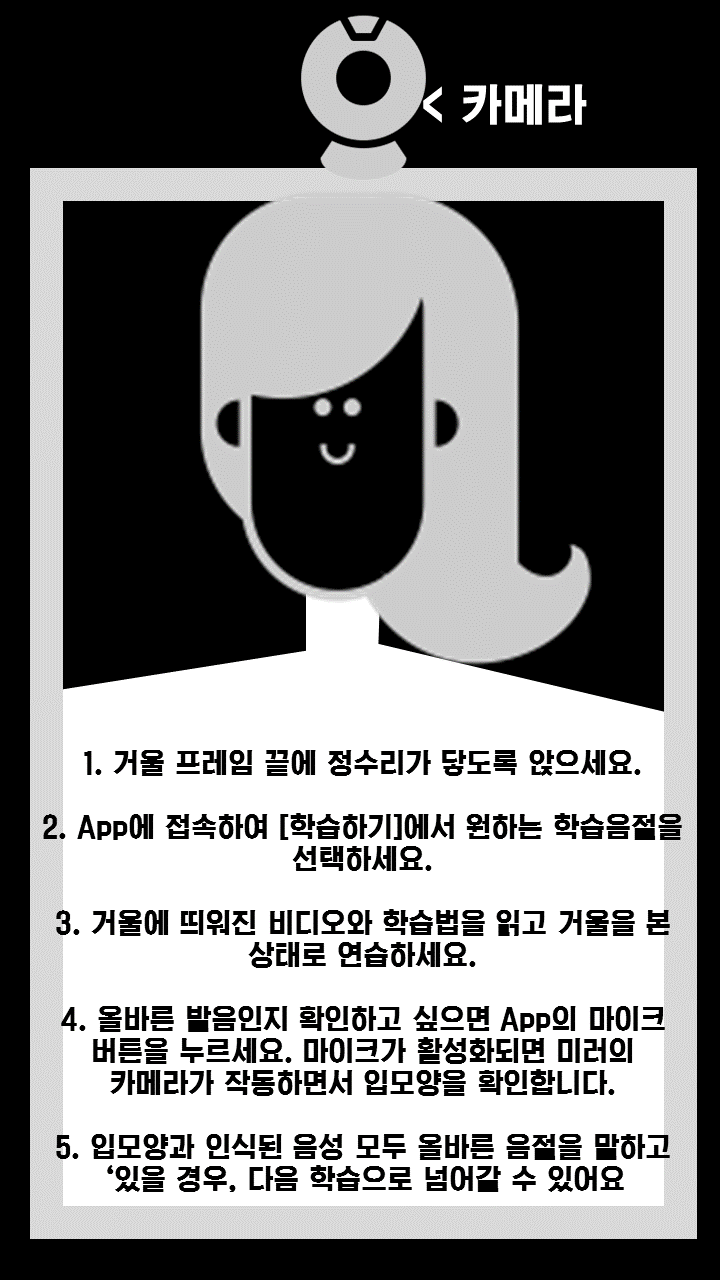 < 카메라
1. 거울 프레임 끝에 정수리가 닿도록 앉으세요.
2. App에 접속하여 [학습하기]에서 원하는 학습음절을
선택하세요.
3. 거울에 띄워진 비디오와 학습법을 읽고 거울을 본
상태로 연습하세요.
4. 올바른 발음인지 확인하고 싶으면 App의 마이크
버튼을 누르세요. 마이크가 활성화되면 미러의
카메라가 작동하면서 입모양을 확인합니다.
5. 입모양과 인식된 음성 모두 올바른 음절을 말하고
‘있을 경우, 다음 학습으로 넘어갈 수 있어요